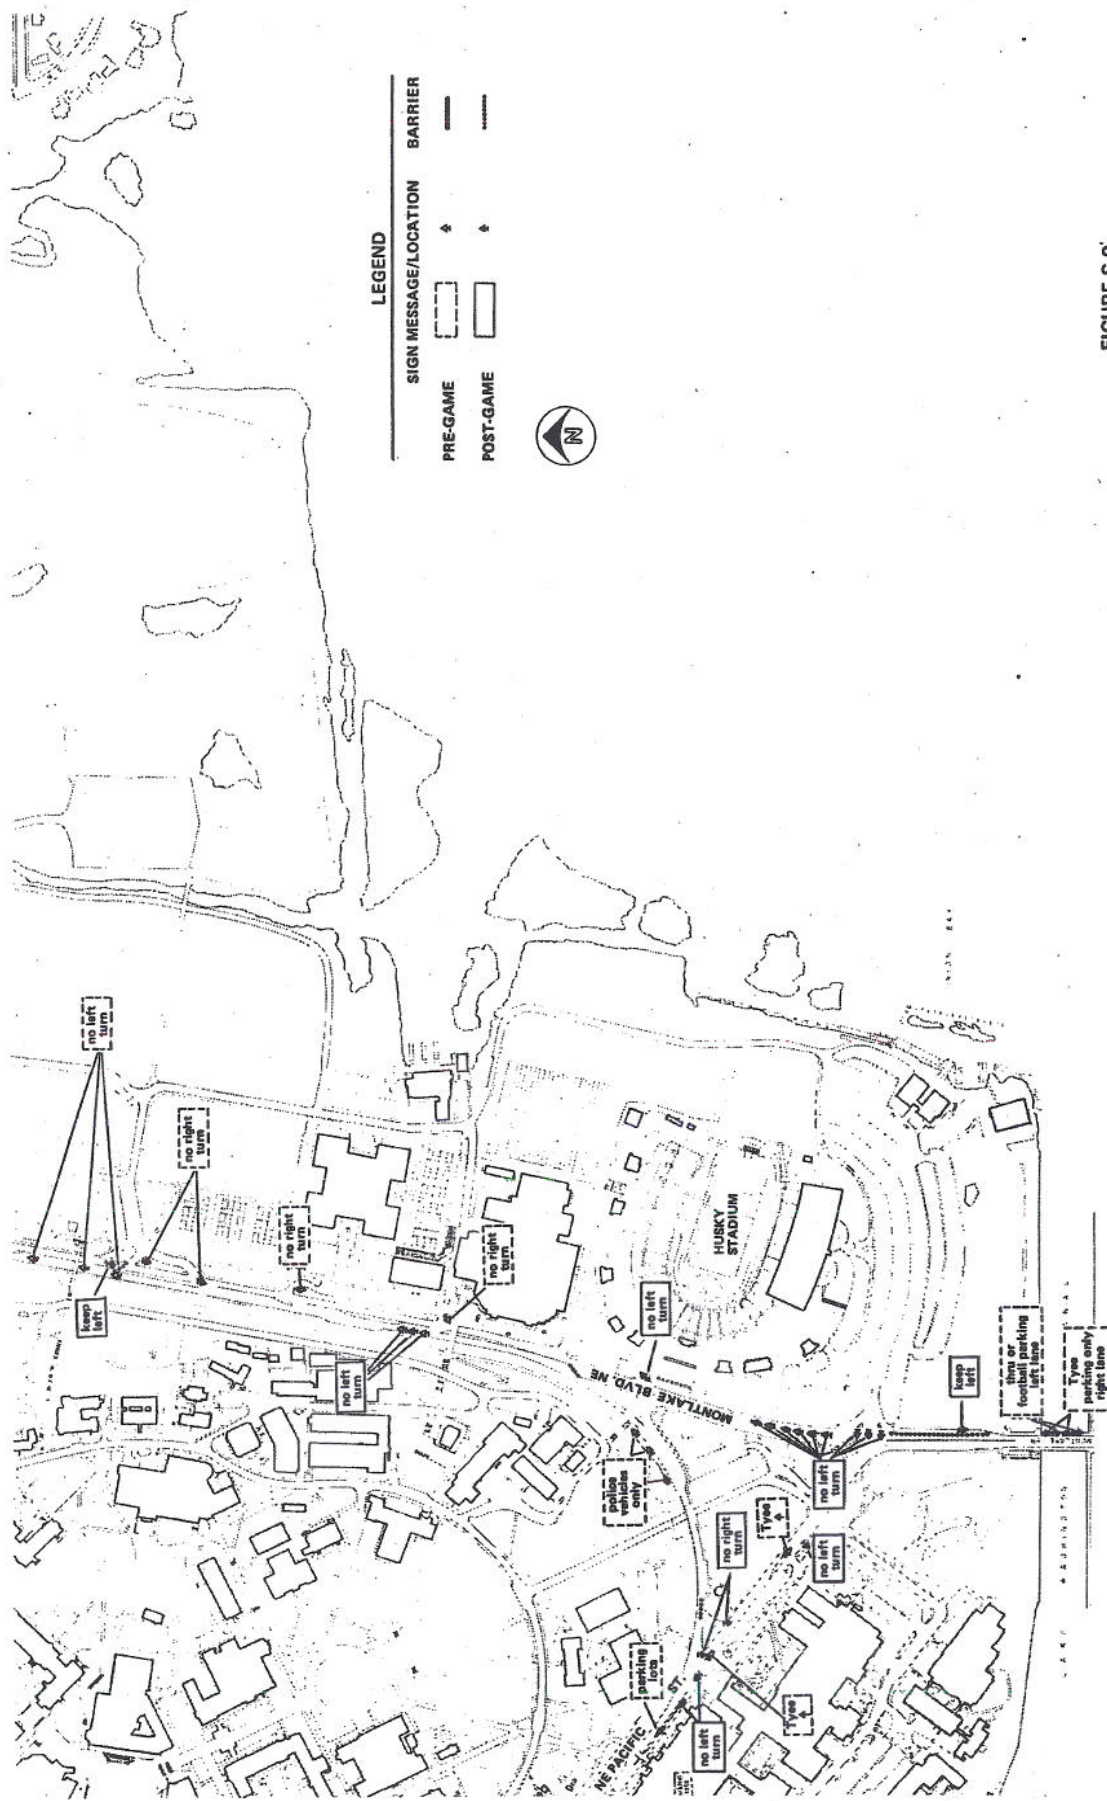 LEGEND
SIGN MESSAGE/LOCATION BARRIER
PRE-GAME
POST-GAME
N
no left
turn
no right
turn
keep
left
no right
turn
no right
turn
no left
turn
no left
turn
MONTLAKE BLVD NE
HUSKY
STADIUM
police
vehicles
only
no right
turn
Tyee
no left
turn
no left
turn
keep
left
thru or
football parking
left lane
Tyee
parking only
right lane
parking
lots
NE PACIFIC ST.
no left
turn
Tyee